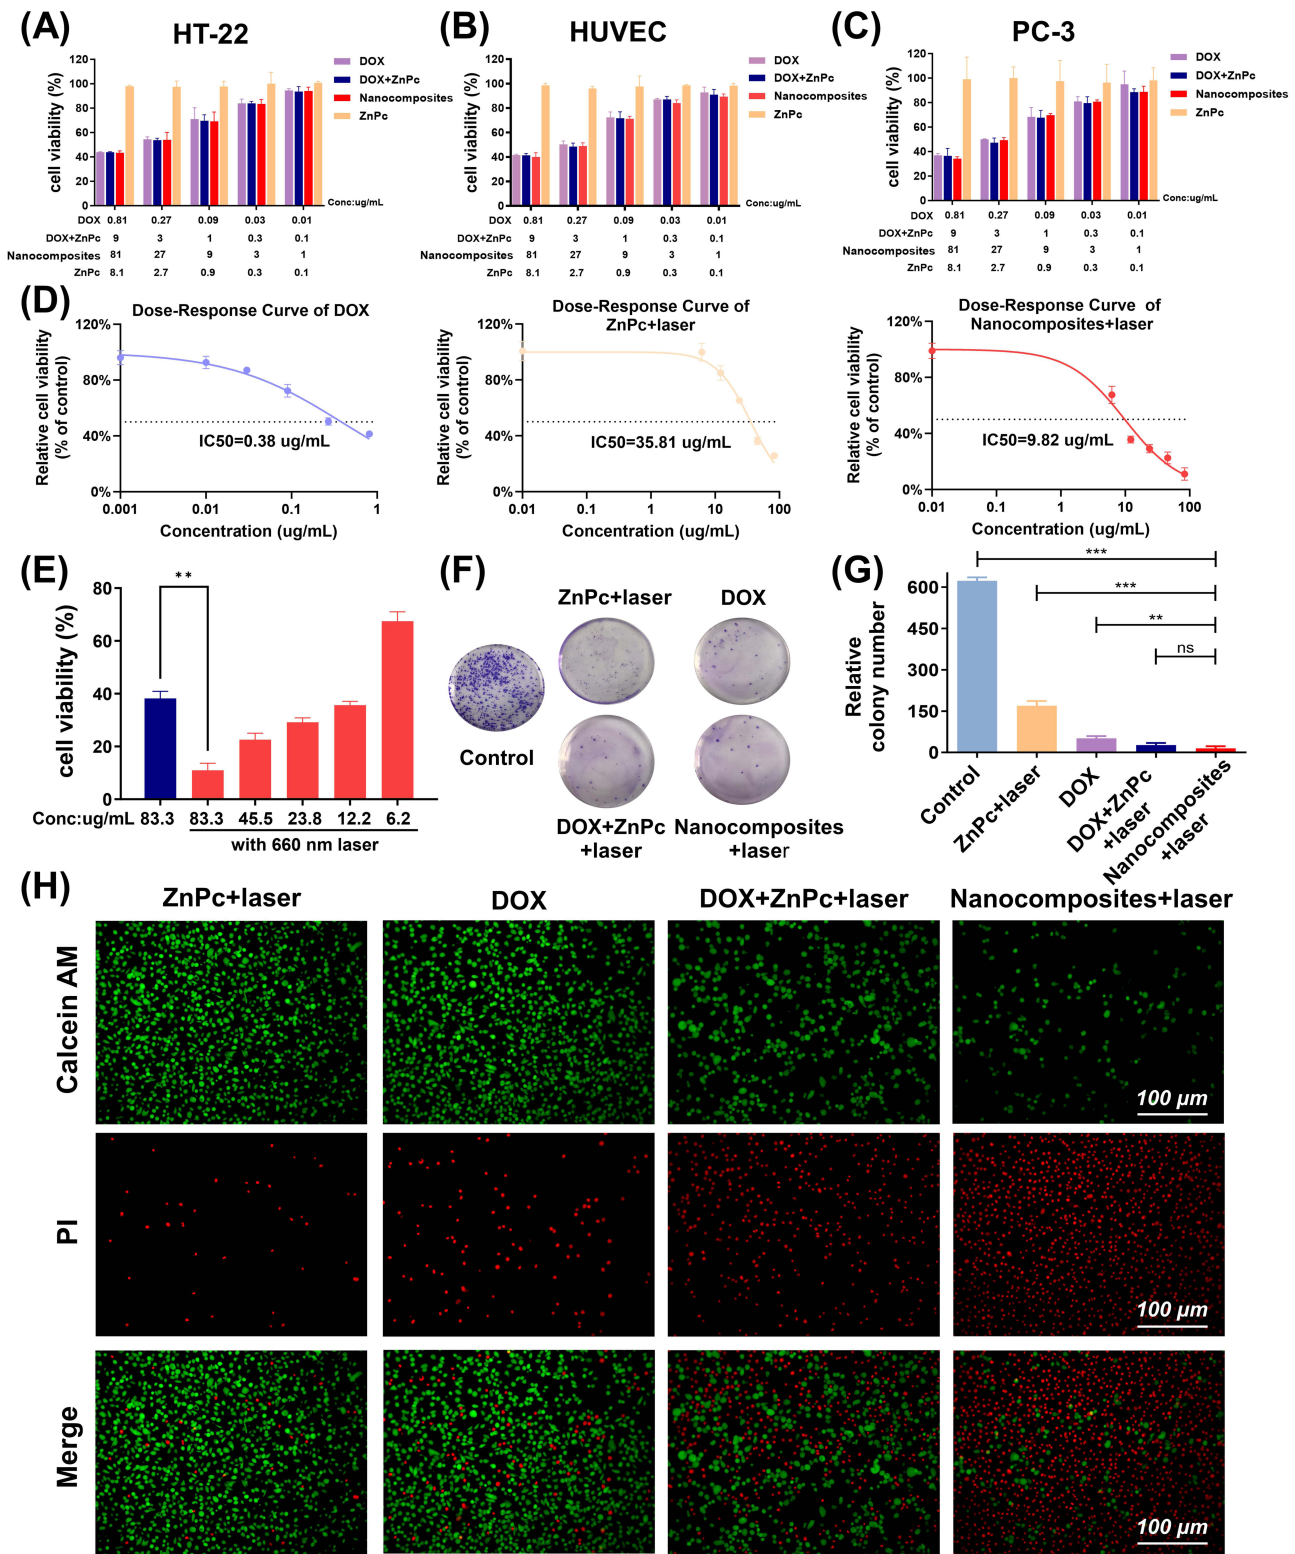 (A) HT-22
cell viability (%)
120
100
80
60
40
20
0
DOX
DOX+ZnPc
Nanocomposites
ZnPc
Conc:ug/mL
DOX 0.81 0.27 0.09 0.03 0.01
DOX+ZnPc 9 3 1 0.3 0.1
Nanocomposites 81 27 9 3 1
ZnPc 8.1 2.7 0.9 0.3 0.1
(B) HUVEC
cell viability (%)
120
100
80
60
40
20
0
DOX
DOX+ZnPc
Nanocomposites
ZnPc
Conc:ug/mL
DOX 0.81 0.27 0.09 0.03 0.01
DOX+ZnPc 9 3 1 0.3 0.1
Nanocomposites 81 27 9 3 1
ZnPc 8.1 2.7 0.9 0.3 0.1
(C) PC-3
cell viability (%)
120
100
80
60
40
20
0
DOX
DOX+ZnPc
Nanocomposites
ZnPc
Conc:ug/mL
DOX 0.81 0.27 0.09 0.03 0.01
DOX+ZnPc 9 3 1 0.3 0.1
Nanocomposites 81 27 9 3 1
ZnPc 8.1 2.7 0.9 0.3 0.1
(D)
Dose-Response Curve of DOX
Relative cell viability
(% of control)
120%
80%
40%
0%
IC50=0.38 ug/mL
0.001 0.01 0.1 1
Concentration (ug/mL)
Dose-Response Curve of
ZnPc+laser
Relative cell viability
(% of control)
120%
80%
40%
0%
IC50=35.81 ug/mL
0.01 0.1 1 10 100
Concentration (ug/mL)
Dose-Response Curve of
Nanocomposites+laser
Relative cell viability
(% of control)
120%
80%
40%
0%
IC50=9.82 ug/mL
0.01 0.1 1 10 100
Concentration (ug/mL)
(E)
cell viability (%)
80
60
40
20
0
**
Conc:ug/mL 83.3 83.3 45.5 23.8 12.2 6.2
with 660 nm laser
(F)
ZnPc+laser DOX
Control
DOX+ZnPc
+laser
Nanocomposites
+laser
(G)
Relative
colony number
600
450
300
150
0
***
***
**
ns
Control
ZnPc+laser
DOX
DOX+ZnPc
+laser
Nanocomposites
+laser
(H)
ZnPc+laser DOX DOX+ZnPc+laser Nanocomposites+laser
Calcein AM
100 μm
PI
100 μm
Merge
100 μm